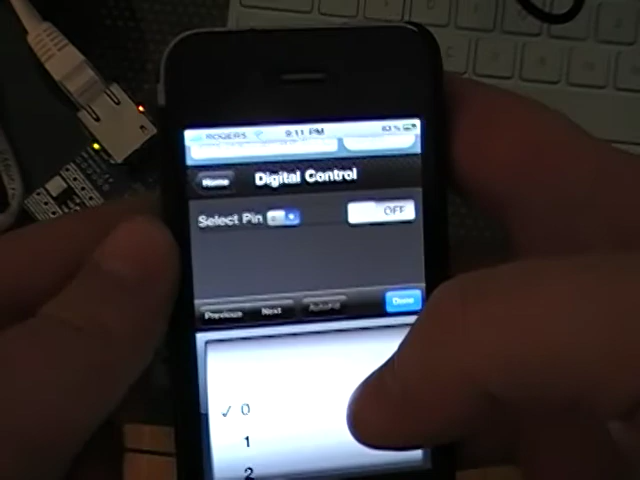 ROGERS 9:11 PM 83%
Home Digital Control
Select Pin OFF
Previous Next AutoFill Done
✓ 0
1
2